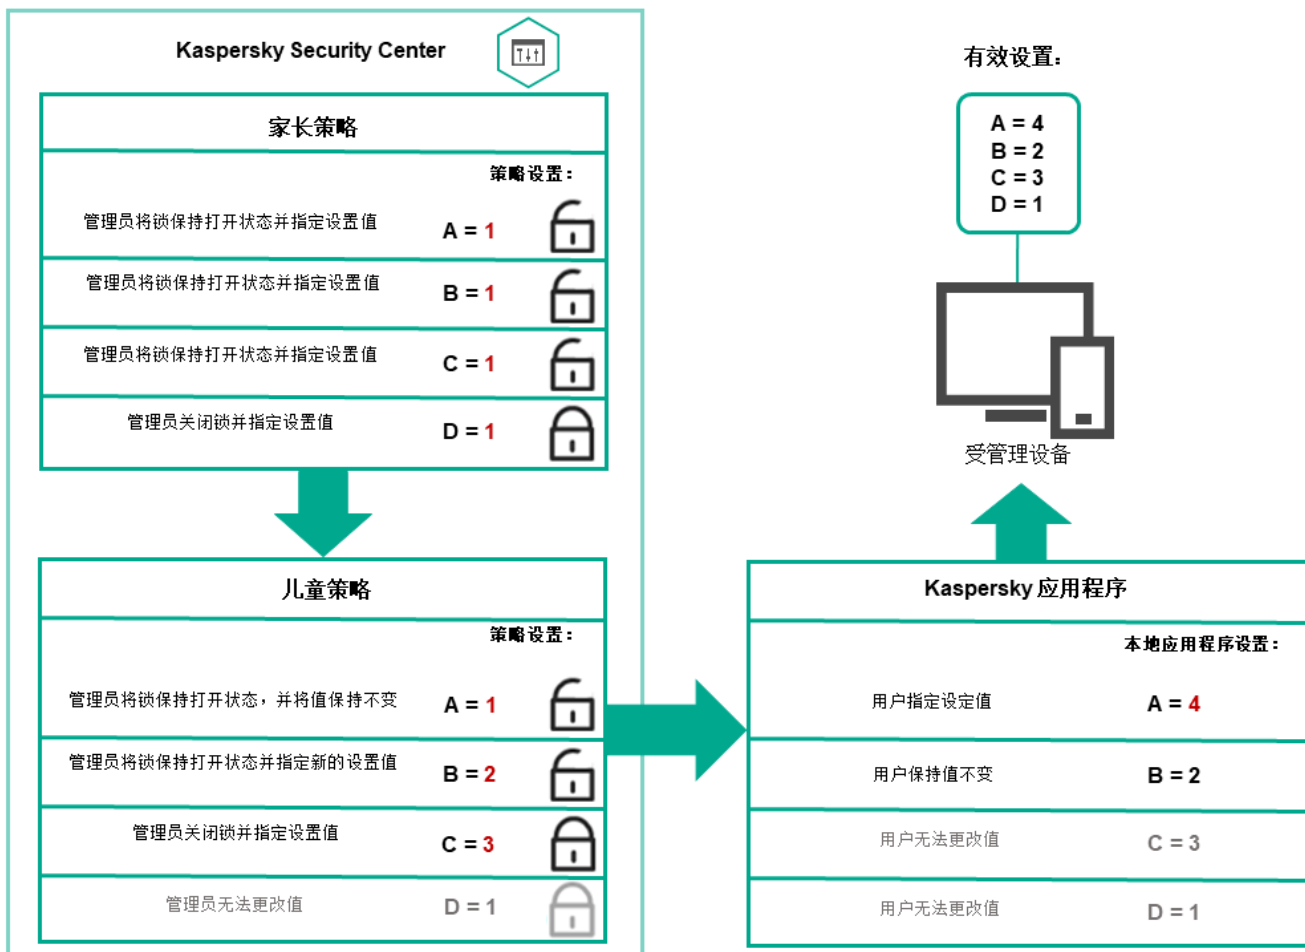 Kaspersky Security Center
家长策略
策略设置：
管理员将锁保持打开状态并指定设置值
A = 1
管理员将锁保持打开状态并指定设置值
B = 1
管理员将锁保持打开状态并指定设置值
C = 1
管理员关闭锁并指定设置值
D = 1
儿童策略
策略设置：
管理员将锁保持打开状态，并将值保持不变
A = 1
管理员将锁保持打开状态并指定新的设置值
B = 2
管理员关闭锁并指定设置值
C = 3
管理员无法更改值
D = 1
Kaspersky 应用程序
本地应用程序设置：
用户指定设定值
A = 4
用户保持值不变
B = 2
用户无法更改值
C = 3
用户无法更改值
D = 1
有效设置：
A = 4
B = 2
C = 3
D = 1
受管理设备